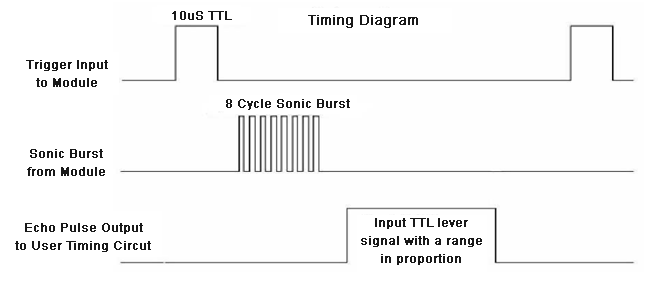 10uS TTL
Timing Diagram
Trigger Input
to Module
8 Cycle Sonic Burst
Sonic Burst
from Module
Echo Pulse Output
to User Timing Circut
Input TTL lever
signal with a range
in proportion